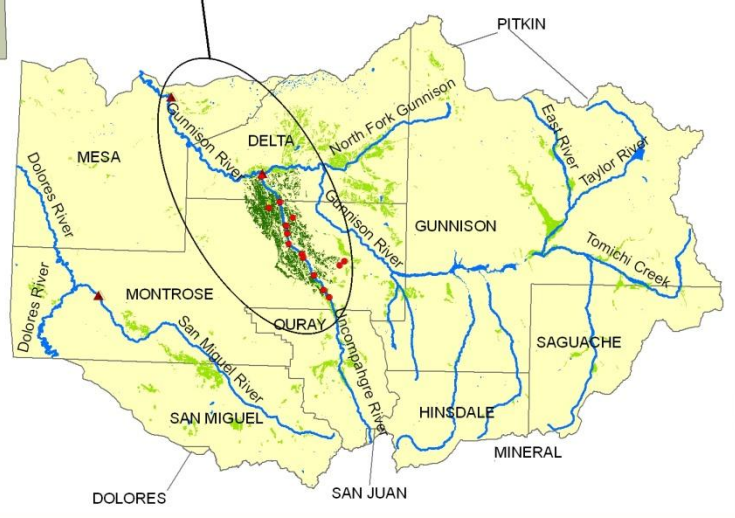 PITKIN
DELTA
North Fork Gunnison
East River
Taylor River
MESA
Gunnison River
Dolores River
Gunnison River
GUNNISON
Tomichi Creek
Dolores River
MONTROSE
San Miguel River
OURAY
Uncompahgre River
SAGUACHE
SAN MIGUEL
HINSDALE
MINERAL
DOLORES
SAN JUAN